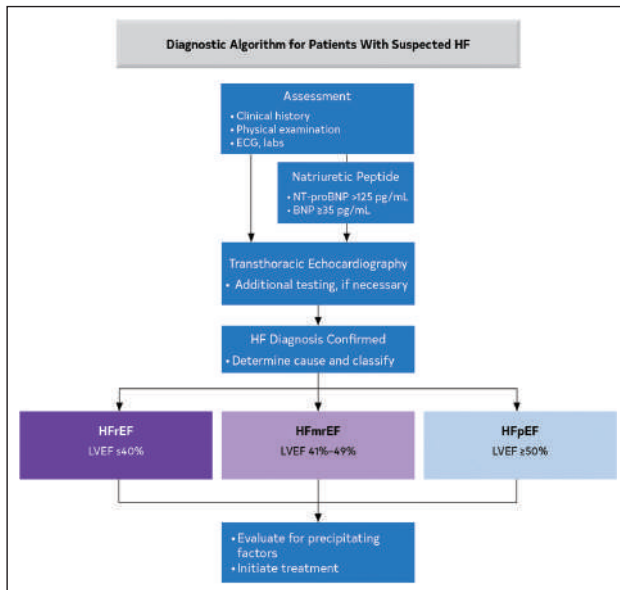 Diagnostic Algorithm for Patients With Suspected HF
Assessment
• Clinical history
• Physical examination
• ECG, labs
Natriuretic Peptide
• NT-proBNP >125 pg/mL
• BNP ≥35 pg/mL
Transthoracic Echocardiography
• Additional testing, if necessary
HF Diagnosis Confirmed
• Determine cause and classify
HFrEF
LVEF ≤40%
HFmrEF
LVEF 41%–49%
HFpEF
LVEF ≥50%
• Evaluate for precipitating
factors
• Initiate treatment